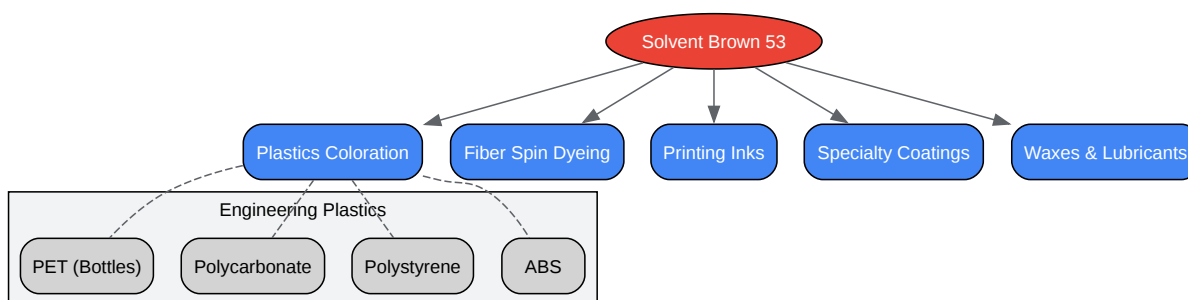 Solvent Brown 53
Plastics Coloration
Fiber Spin Dyeing
Printing Inks
Specialty Coatings
Waxes & Lubricants
Engineering Plastics
PET (Bottles)
Polycarbonate
Polystyrene
ABS